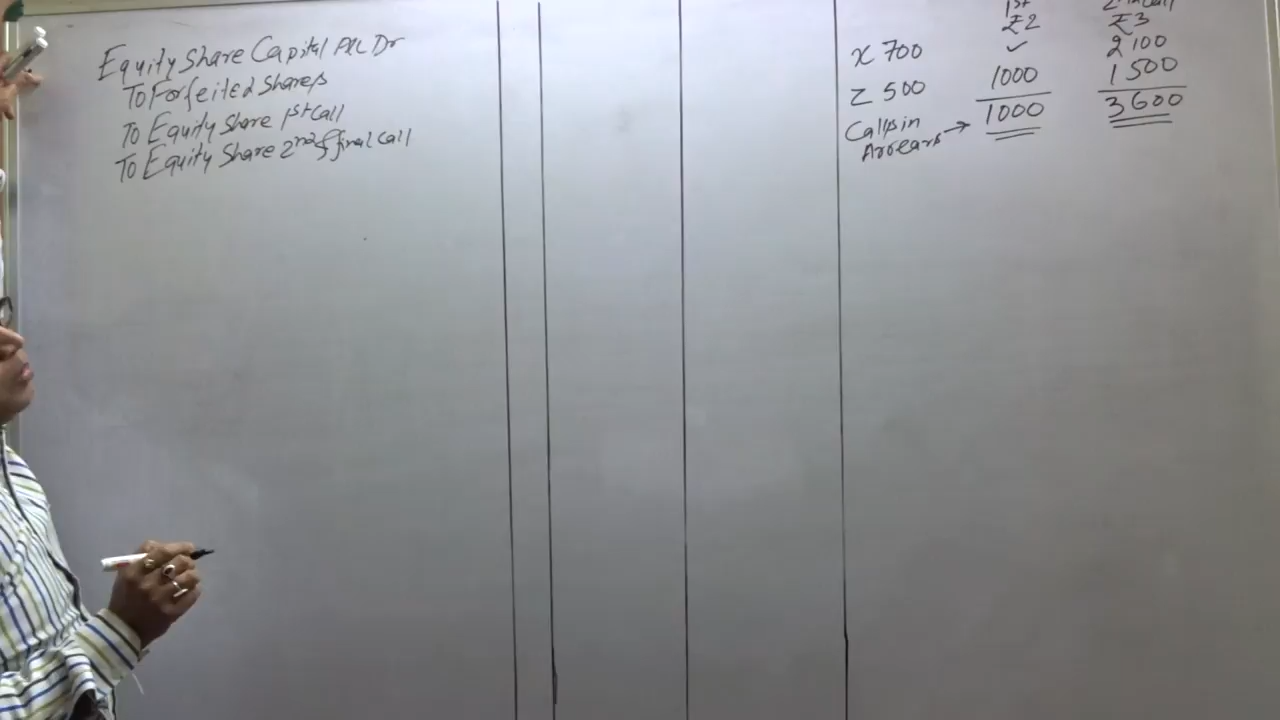 Equity Share Capital A/c Dr
To Forfeited Shares
To Equity Share 1st Call
To Equity Share 2nd & final Call
1st
₹2 ₹3
X 700 ✓ 2100
Z 500 1000 1500
Calls in Arrears → 1000 3600